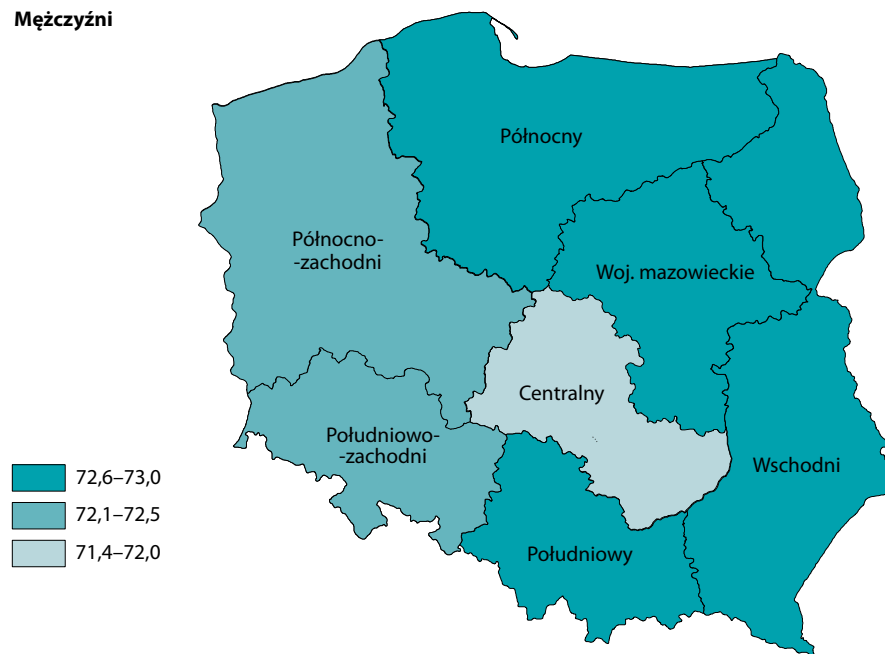 Mężczyźni
Północny
Północno-
-zachodni
Woj. mazowieckie
Centralny
Południowo-
-zachodni
Wschodni
Południowy
72,6–73,0
72,1–72,5
71,4–72,0